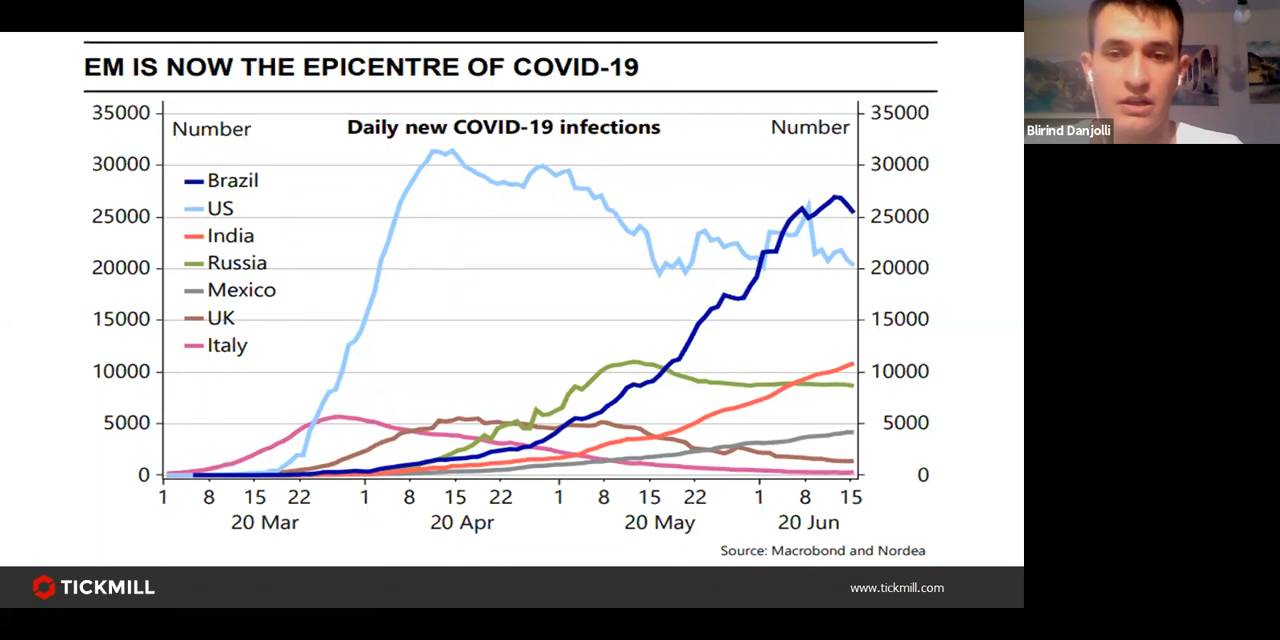 EM IS NOW THE EPICENTRE OF COVID-19
35000 35000
Number Daily new COVID-19 infections Number
30000 30000
Brazil
US
25000 25000
India
Russia
20000 20000
Mexico
UK
15000 15000
Italy
10000 10000
5000 5000
0 0
1 8 15 22 1 8 15 22 1 8 15 22 1 8 15
20 Mar 20 Apr 20 May 20 Jun
Source: Macrobond and Nordea
TICKMILL www.tickmill.com
Blirind Danjolli